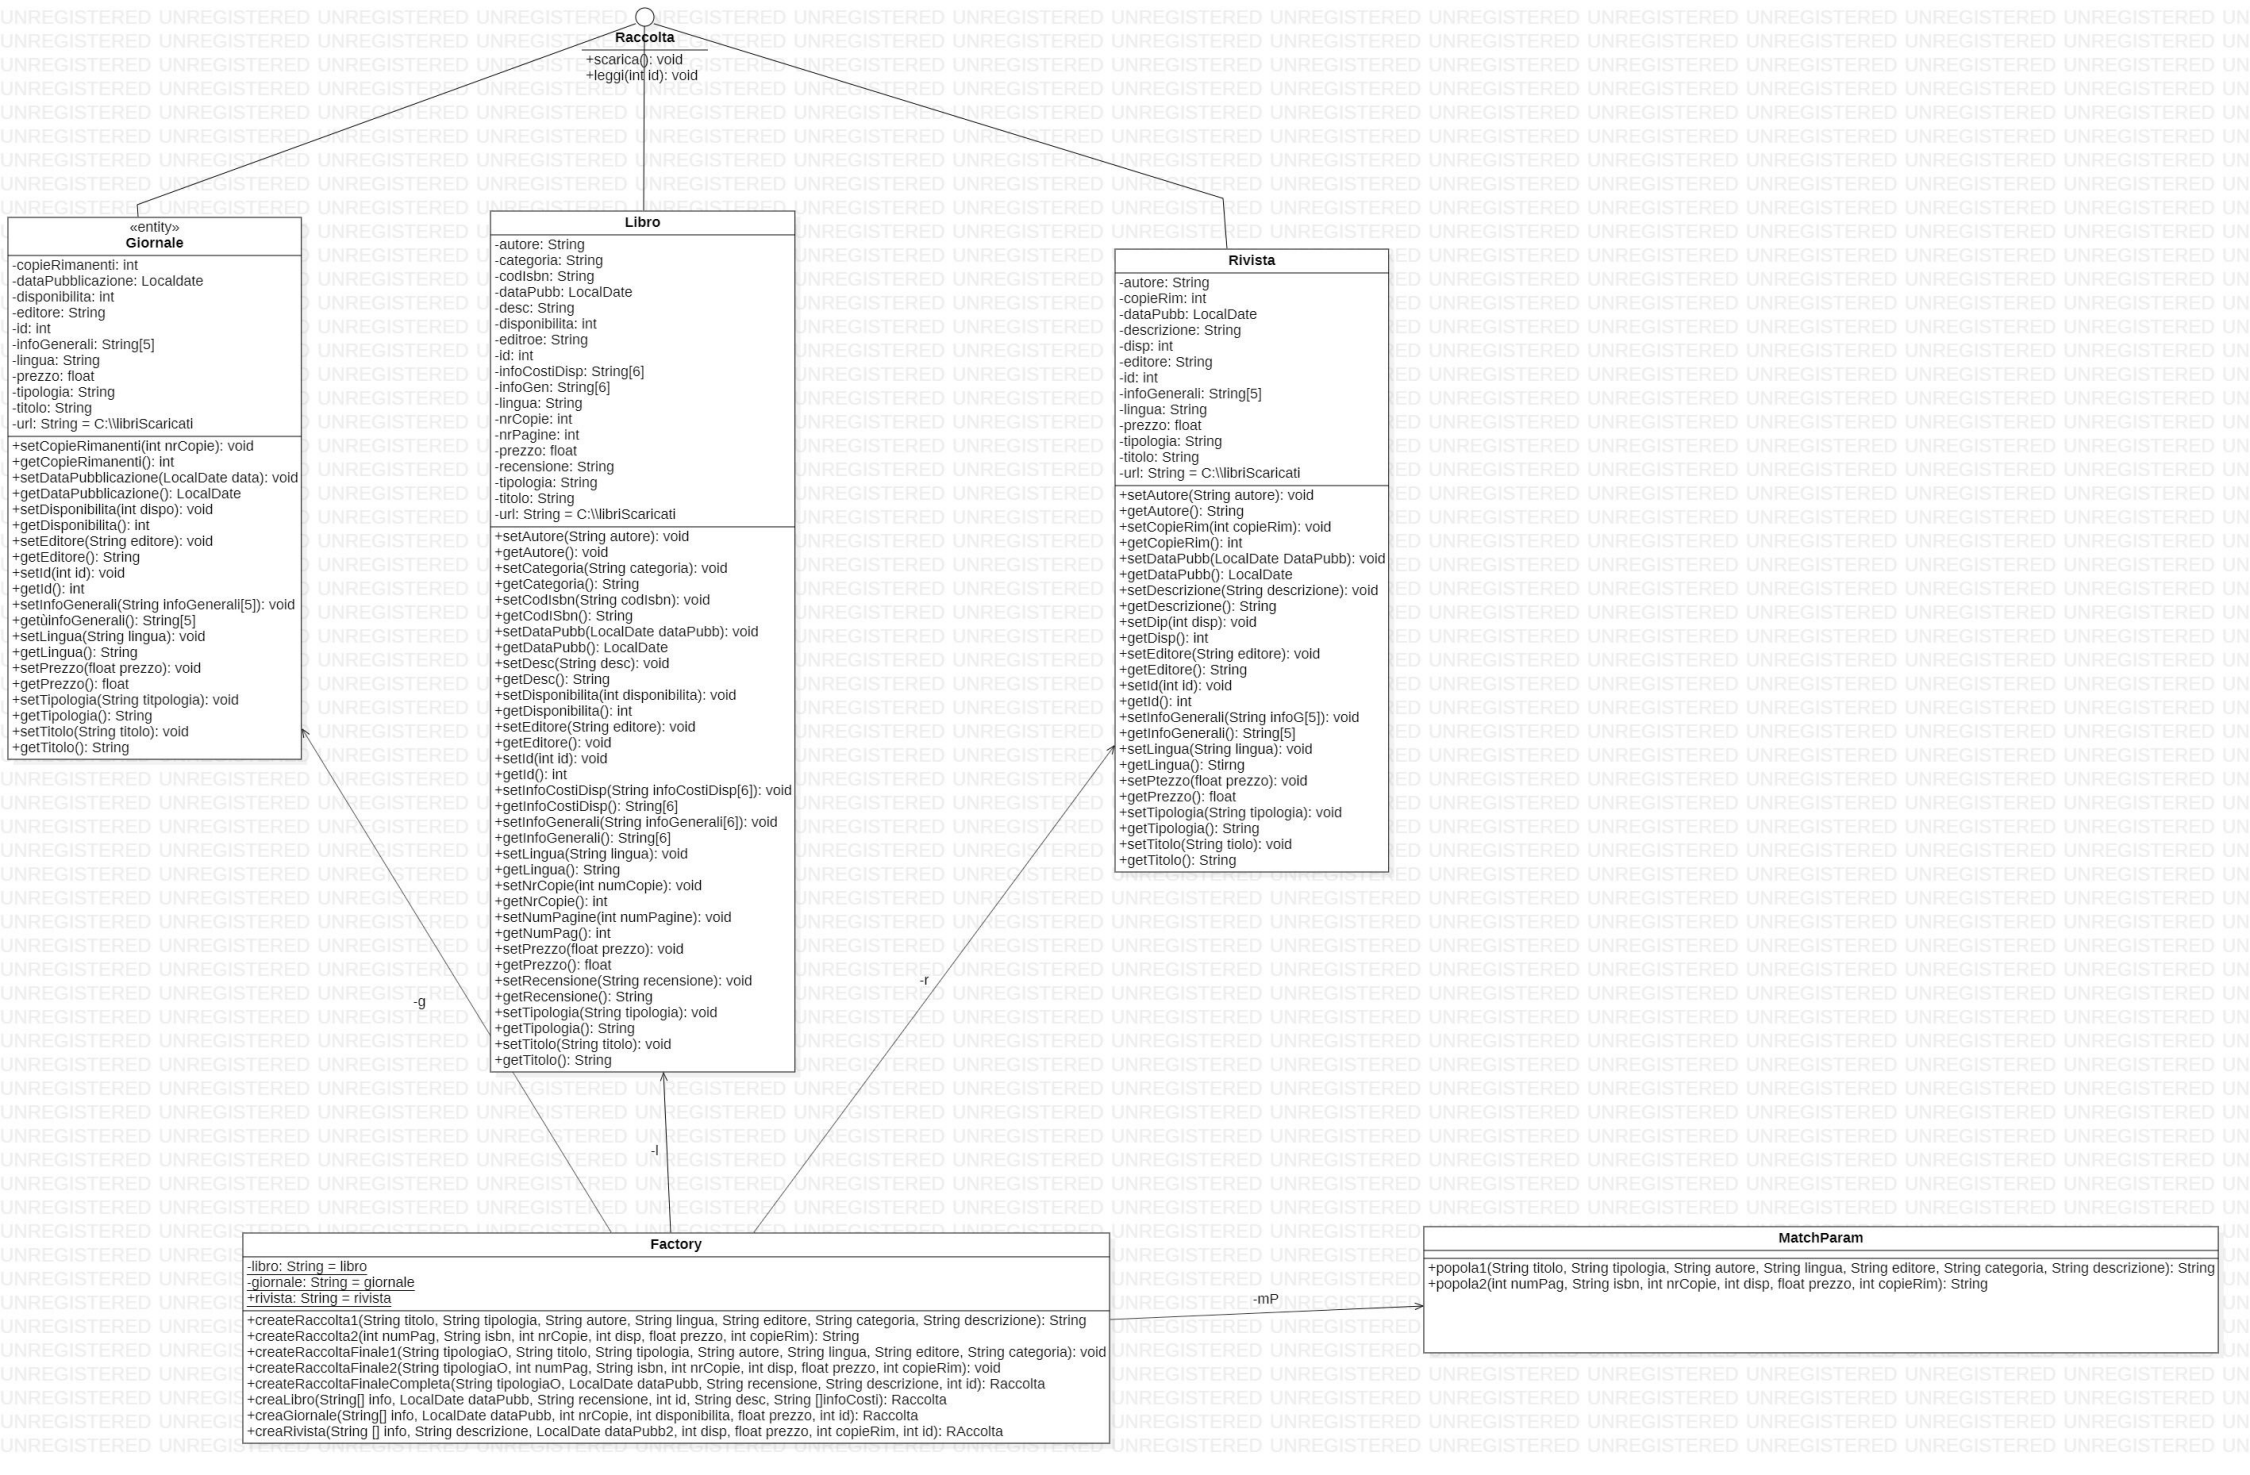 Raccolta
+scarica(): void
+leggi(int id): void
«entity»
Giornale
-copieRimanenti: int
-dataPubblicazione: Localdate
-disponibilita: int
-editore: String
-id: int
-infoGenerali: String[5]
-lingua: String
-prezzo: float
-tipologia: String
-titolo: String
-url: String = C:\\libriScaricati
+setCopieRimanenti(int nrCopie): void
+getCopieRimanenti(): int
+setDataPubblicazione(LocalDate data): void
+getDataPubblicazione(): LocalDate
+setDisponibilita(int dispo): void
+getDisponibilita(): int
+setEditore(String editore): void
+getEditore(): String
+setId(int id): void
+getId(): int
+setInfoGenerali(String infoGenerali[5]): void
+getùinfoGenerali(): String[5]
+setLingua(String lingua): void
+getLingua(): String
+setPrezzo(float prezzo): void
+getPrezzo(): float
+setTipologia(String titpologia): void
+getTipologia(): String
+setTitolo(String titolo): void
+getTitolo(): String
Libro
-autore: String
-categoria: String
-codIsbn: String
-dataPubb: LocalDate
-desc: String
-disponibilita: int
-editroe: String
-id: int
-infoCostiDisp: String[6]
-infoGen: String[6]
-lingua: String
-nrCopie: int
-nrPagine: int
-prezzo: float
-recensione: String
-tipologia: String
-titolo: String
-url: String = C:\\libriScaricati
+setAutore(String autore): void
+getAutore(): void
+setCategoria(String categoria): void
+getCategoria(): String
+setCodIsbn(String codIsbn): void
+getCodISbn(): String
+setDataPubb(LocalDate dataPubb): void
+getDataPubb(): LocalDate
+setDesc(String desc): void
+getDesc(): String
+setDisponibilita(int disponibilita): void
+getDisponibilita(): int
+setEditore(String editore): void
+getEditore(): void
+setId(int id): void
+getId(): int
+setInfoCostiDisp(String infoCostiDisp[6]): void
+getInfoCostiDisp(): String[6]
+setInfoGenerali(String infoGenerali[6]): void
+getInfoGenerali(): String[6]
+setLingua(String lingua): void
+getLingua(): String
+setNrCopie(int numCopie): void
+getNrCopie(): int
+setNumPagine(int numPagine): void
+getNumPag(): int
+setPrezzo(float prezzo): void
+getPrezzo(): float
+setRecensione(String recensione): void
+getRecensione(): String
+setTipologia(String tipologia): void
+getTipologia(): String
+setTitolo(String titolo): void
+getTitolo(): String
Rivista
-autore: String
-copieRim: int
-dataPubb: LocalDate
-descrizione: String
-disp: int
-editore: String
-id: int
-infoGenerali: String[5]
-lingua: String
-prezzo: float
-tipologia: String
-titolo: String
-url: String = C:\\libriScaricati
+setAutore(String autore): void
+getAutore(): String
+setCopieRim(int copieRim): void
+getCopieRim(): int
+setDataPubb(LocalDate DataPubb): void
+getDataPubb(): LocalDate
+setDescrizione(String descrizione): void
+getDescrizione(): String
+setDip(int disp): void
+getDisp(): int
+setEditore(String editore): void
+getEditore(): String
+setId(int id): void
+getId(): int
+setInfoGenerali(String infoG[5]): void
+getInfoGenerali(): String[5]
+setLingua(String lingua): void
+getLingua(): Stirng
+setPtezzo(float prezzo): void
+getPrezzo(): float
+setTipologia(String tipologia): void
+getTipologia(): String
+setTitolo(String tiolo): void
+getTitolo(): String
-g
-l
-r
Factory
-libro: String = libro
-giornale: String = giornale
+rivista: String = rivista
+createRaccolta1(String titolo, String tipologia, String autore, String lingua, String editore, String categoria, String descrizione): String
+createRaccolta2(int numPag, String isbn, int nrCopie, int disp, float prezzo, int copieRim): String
+createRaccoltaFinale1(String tipologiaO, String titolo, String tipologia, String autore, String lingua, String editore, String categoria): void
+createRaccoltaFinale2(String tipologiaO, int numPag, String isbn, int nrCopie, int disp, float prezzo, int copieRim): void
+createRaccoltaFinaleCompleta(String tipologiaO, LocalDate dataPubb, String recensione, String descrizione, int id): Raccolta
+creaLibro(String[] info, LocalDate dataPubb, String recensione, int id, String desc, String []infoCosti): Raccolta
+creaGiornale(String[] info, LocalDate dataPubb, int nrCopie, int disponibilita, float prezzo, int id): Raccolta
+creaRivista(String [] info, String descrizione, LocalDate dataPubb2, int disp, float prezzo, int copieRim, int id): RAccolta
-mP
MatchParam
+popola1(String titolo, String tipologia, String autore, String lingua, String editore, String categoria, String descrizione): String
+popola2(int numPag, String isbn, int nrCopie, int disp, float prezzo, int copieRim): String